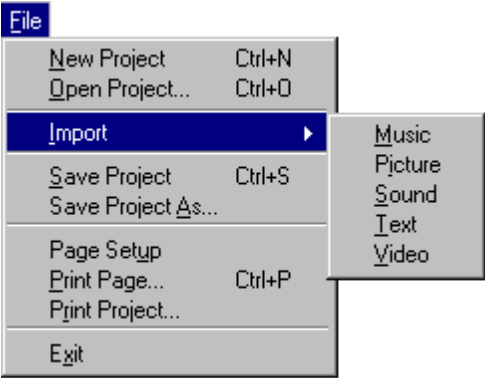 File
New Project Ctrl+N
Open Project... Ctrl+O
Import
Music
Picture
Sound
Text
Video
Save Project Ctrl+S
Save Project As...
Page Setup
Print Page... Ctrl+P
Print Project...
Exit